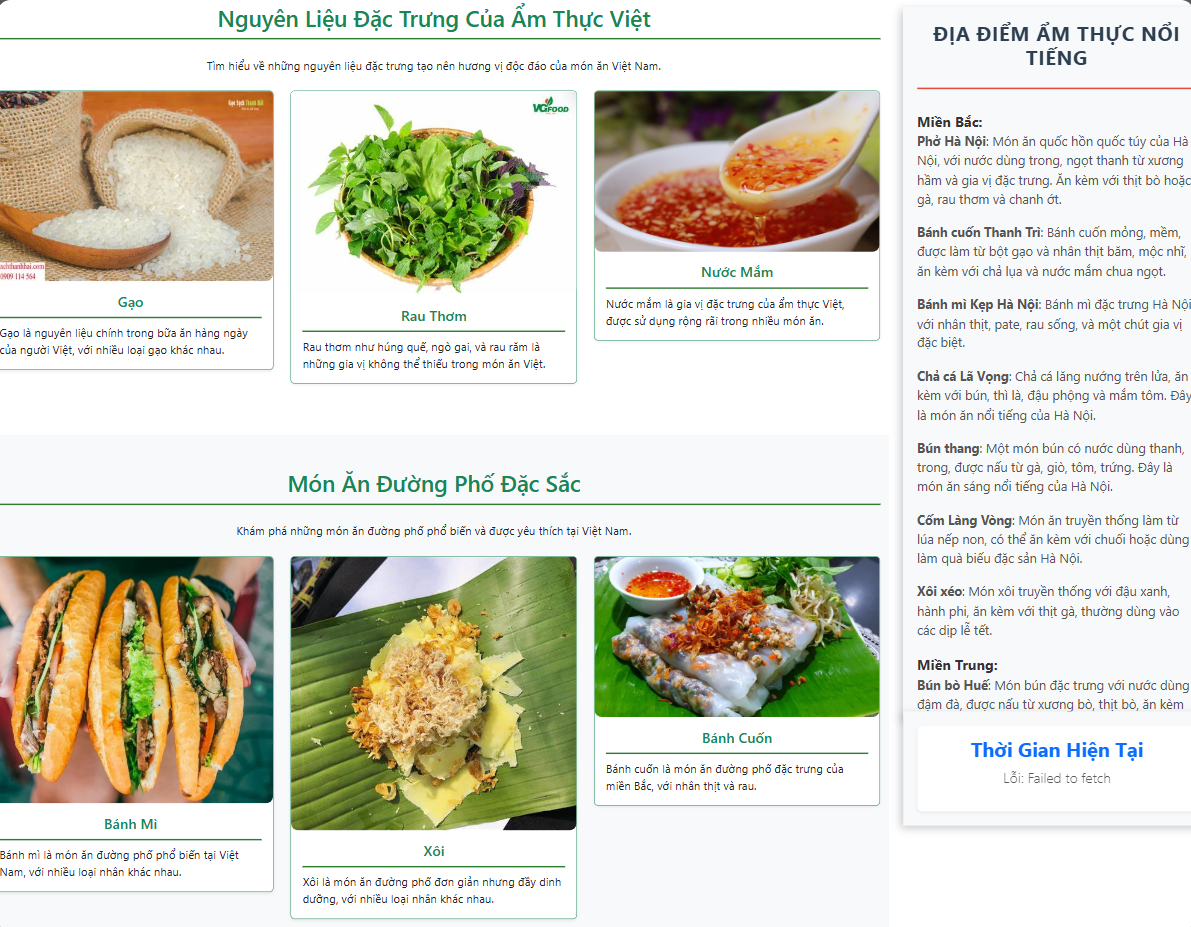 Nguyên Liệu Đặc Trưng Của Ẩm Thực Việt
Tìm hiểu về những nguyên liệu đặc trưng tạo nên hương vị độc đáo của món ăn Việt Nam.
Gạo Sạch Thanh Hải
0909 114 564
Gạo
Gạo là nguyên liệu chính trong bữa ăn hàng ngày
của người Việt, với nhiều loại gạo khác nhau.
VGFOOD
Rau Thơm
Rau thơm như húng quế, ngò gai, và rau răm là
những gia vị không thể thiếu trong món ăn Việt.
Nước Mắm
Nước mắm là gia vị đặc trưng của ẩm thực Việt,
được sử dụng rộng rãi trong nhiều món ăn.
Món Ăn Đường Phố Đặc Sắc
Khám phá những món ăn đường phố phổ biến và được yêu thích tại Việt Nam.
Bánh Mì
Bánh mì là món ăn đường phố phổ biến tại Việt
Nam, với nhiều loại nhân khác nhau.
Xôi
Xôi là món ăn đường phố đơn giản nhưng đầy dinh
dưỡng, với nhiều loại nhân khác nhau.
Bánh Cuốn
Bánh cuốn là món ăn đường phố đặc trưng của
miền Bắc, với nhân thịt và rau.
ĐỊA ĐIỂM ẨM THỰC NỔI
TIẾNG
Miền Bắc:
Phở Hà Nội: Món ăn quốc hồn quốc túy của Hà
Nội, với nước dùng trong, ngọt thanh từ xương
hầm và gia vị đặc trưng. Ăn kèm với thịt bò hoặc
gà, rau thơm và chanh ớt.
Bánh cuốn Thanh Trì: Bánh cuốn mỏng, mềm,
được làm từ bột gạo và nhân thịt băm, mộc nhĩ,
ăn kèm với chả lụa và nước mắm chua ngọt.
Bánh mì Kẹp Hà Nội: Bánh mì đặc trưng Hà Nội
với nhân thịt, pate, rau sống, và một chút gia vị
đặc biệt.
Chả cá Lã Vọng: Chả cá lăng nướng trên lửa, ăn
kèm với bún, thì là, đậu phộng và mắm tôm. Đây
là món ăn nổi tiếng của Hà Nội.
Bún thang: Một món bún có nước dùng thanh,
trong, được nấu từ gà, giò, tôm, trứng. Đây là
món ăn sáng nổi tiếng của Hà Nội.
Cốm Làng Vòng: Món ăn truyền thống làm từ
lúa nếp non, có thể ăn kèm với chuối hoặc dùng
làm quà biếu đặc sản Hà Nội.
Xôi xéo: Món xôi truyền thống với đậu xanh,
hành phi, ăn kèm với thịt gà, thường dùng vào
các dịp lễ tết.
Miền Trung:
Bún bò Huế: Món bún đặc trưng với nước dùng
đậm đà, được nấu từ xương bò, thịt bò, ăn kèm
Thời Gian Hiện Tại
Lỗi: Failed to fetch